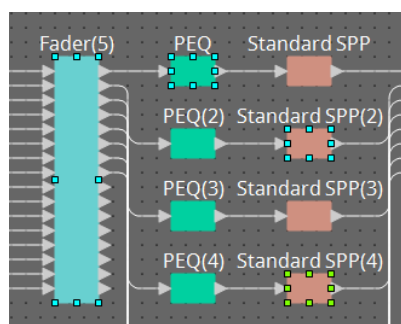 Fader(5) PEQ Standard SPP
PEQ(2) Standard SPP(2)
PEQ(3) Standard SPP(3)
PEQ(4) Standard SPP(4)